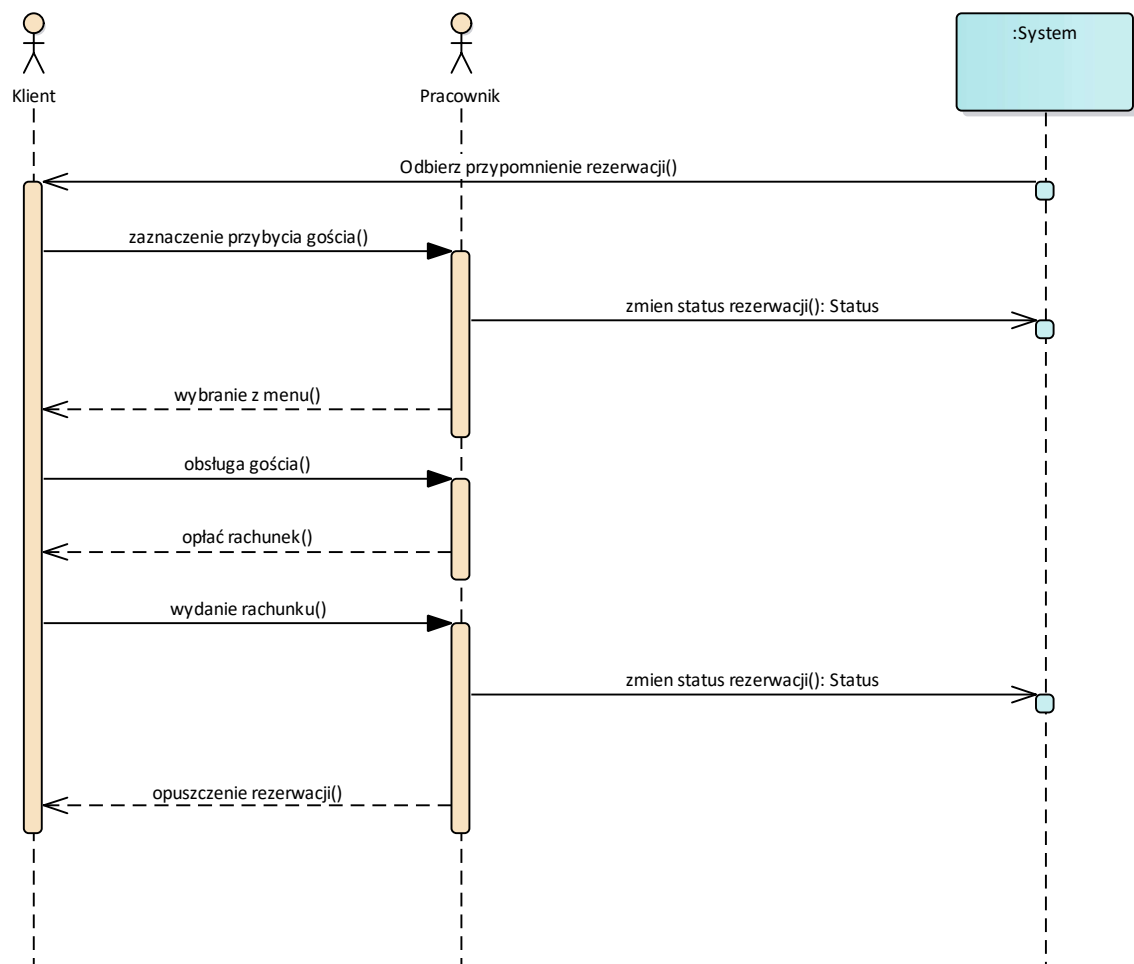 :System
Klient
Pracownik
Odbierz przypomnienie rezerwacji()
zaznaczenie przybycia gościa()
zmien status rezerwacji(): Status
wybranie z menu()
obsługa gościa()
opłać rachunek()
wydanie rachunku()
zmien status rezerwacji(): Status
opuszczenie rezerwacji()